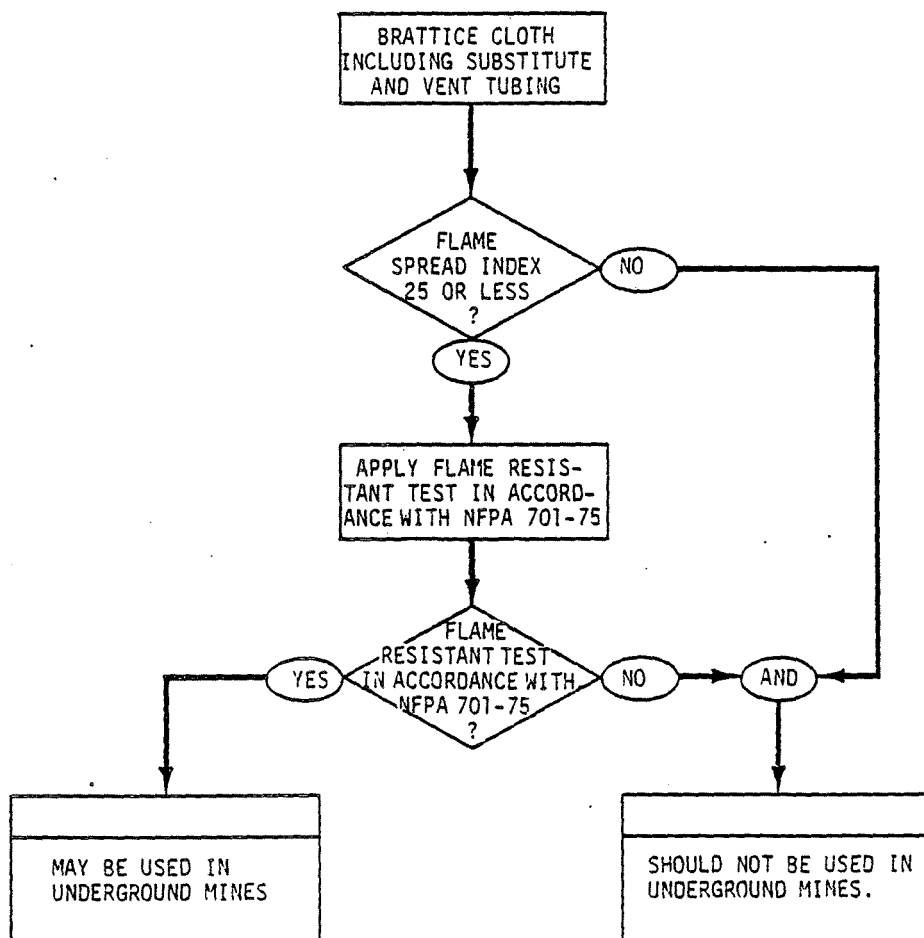 BRATTICE CLOTH
INCLUDING SUBSTITUTE
AND VENT TUBING
FLAME
SPREAD INDEX
25 OR LESS
?
NO
YES
APPLY FLAME RESIS-
TANT TEST IN ACCORD-
ANCE WITH NFPA 701-75
FLAME
RESISTANT TEST
IN ACCORDANCE WITH
NFPA 701-75
?
YES
NO
AND
MAY BE USED IN
UNDERGROUND MINES
SHOULD NOT BE USED IN
UNDERGROUND MINES.